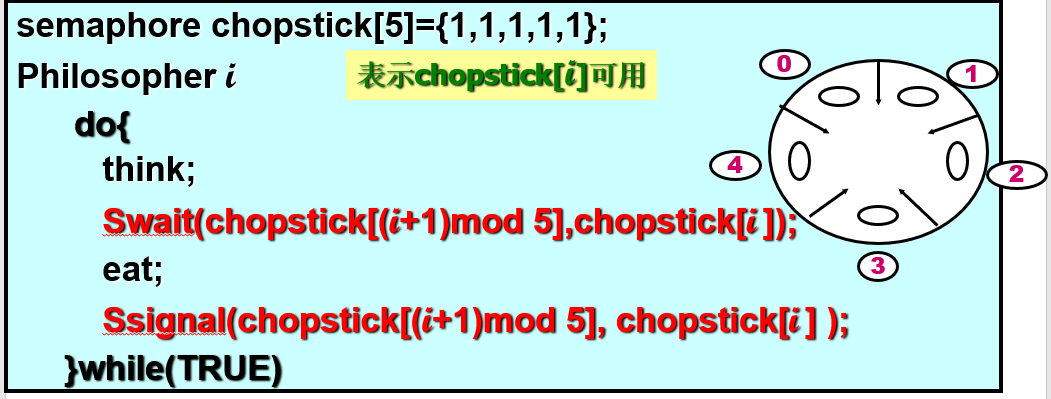 semaphore chopstick[5]={1,1,1,1,1};
Philosopher i
表示chopstick[i]可用
do{
think;
Swait(chopstick[(i+1)mod 5],chopstick[i ]);
eat;
Ssignal(chopstick[(i+1)mod 5], chopstick[i ] );
}while(TRUE)
0
1
4
2
3